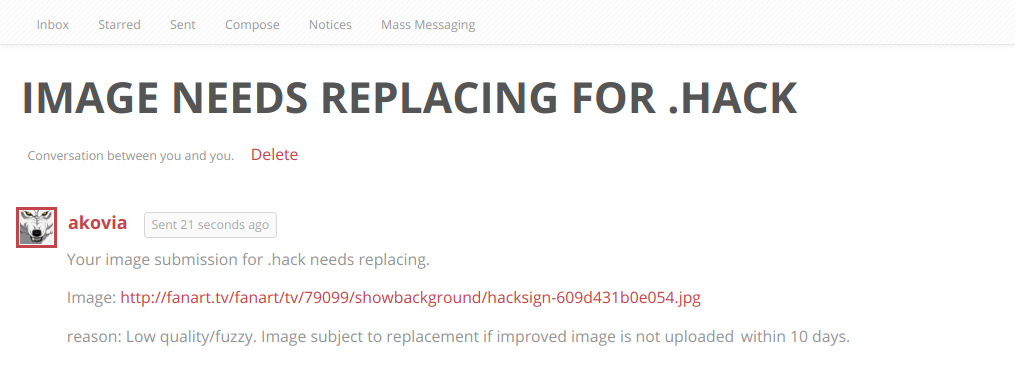 Inbox Starred Sent Compose Notices Mass Messaging
IMAGE NEEDS REPLACING FOR .HACK
Conversation between you and you. Delete
akovia Sent 21 seconds ago
Your image submission for .hack needs replacing.
Image: http://fanart.tv/fanart/tv/79099/showbackground/hacksign-609d431b0e054.jpg
reason: Low quality/fuzzy. Image subject to replacement if improved image is not uploaded within 10 days.